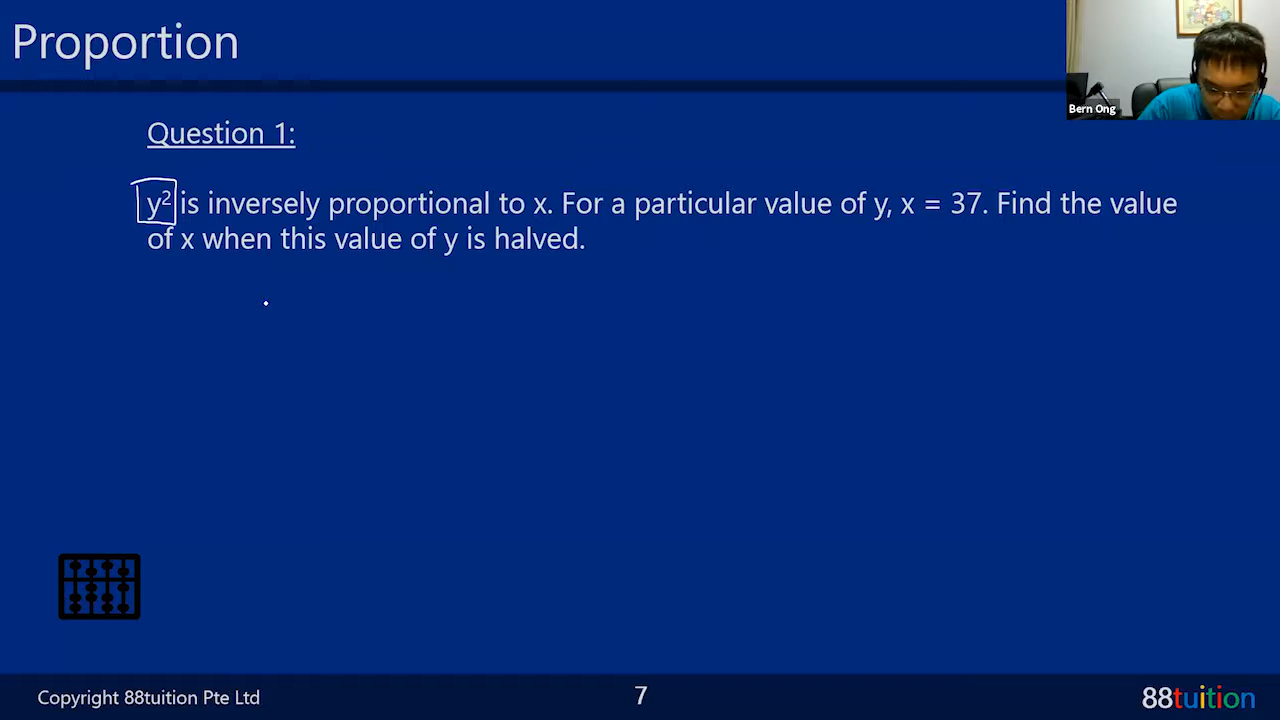 Proportion
Bern Ong
Question 1:
y² is inversely proportional to x. For a particular value of y, x = 37. Find the value
of x when this value of y is halved.
Copyright 88tuition Pte Ltd
7
88tuition